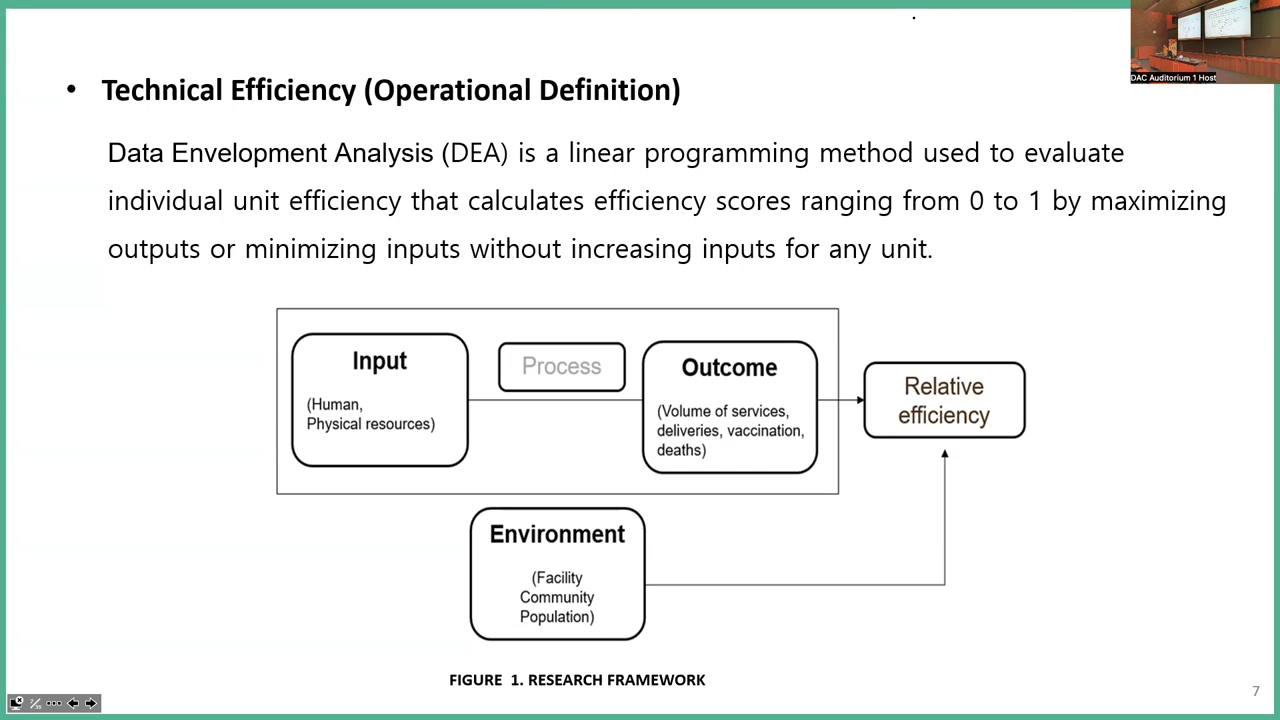 DAC Auditorium 1 Host
• Technical Efficiency (Operational Definition)
Data Envelopment Analysis (DEA) is a linear programming method used to evaluate
individual unit efficiency that calculates efficiency scores ranging from 0 to 1 by maximizing
outputs or minimizing inputs without increasing inputs for any unit.
Input
(Human,
Physical resources)
Process
Outcome
(Volume of services,
deliveries, vaccination,
deaths)
Relative
efficiency
Environment
(Facility
Community
Population)
FIGURE 1. RESEARCH FRAMEWORK
7